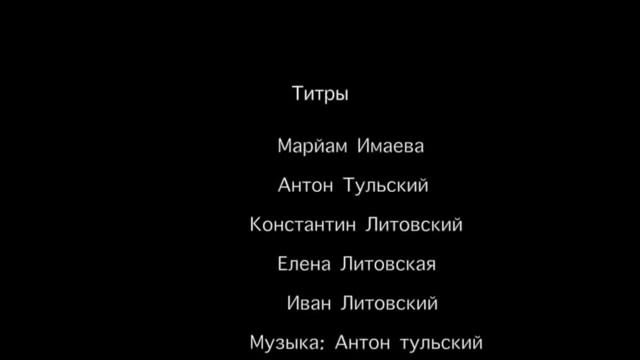 Титры
Марйам Имаева
Антон Тульский
Константин Литовский
Елена Литовская
Иван Литовский
Музыка: Антон тульский